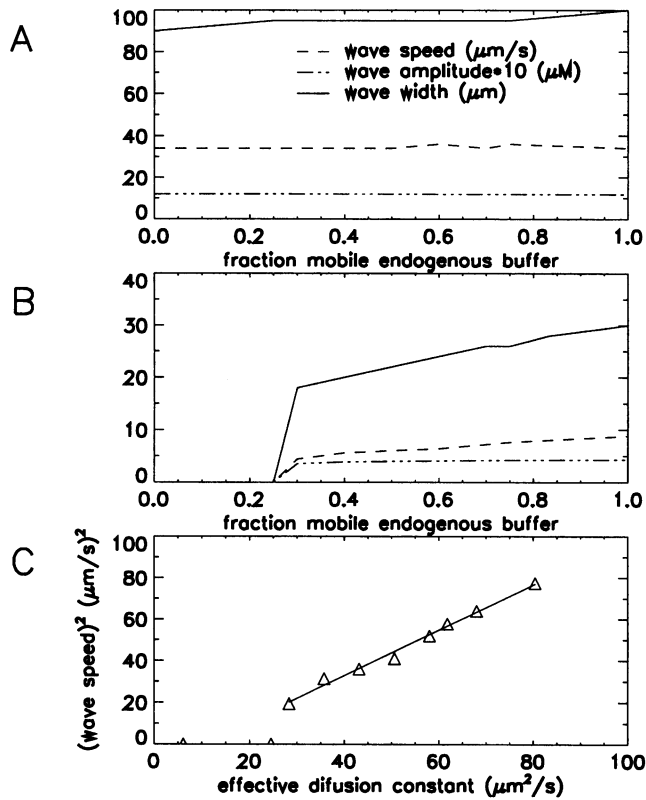 A
100
80
60
40
20
0
wave speed (μm/s)
wave amplitude*10 (μM)
wave width (μm)
0.0 0.2 0.4 0.6 0.8 1.0
fraction mobile endogenous buffer
B
40
30
20
10
0
0.0 0.2 0.4 0.6 0.8 1.0
fraction mobile endogenous buffer
C
(wave speed)² (μm/s)²
100
80
60
40
20
0
0 20 40 60 80 100
effective difusion constant (μm²/s)